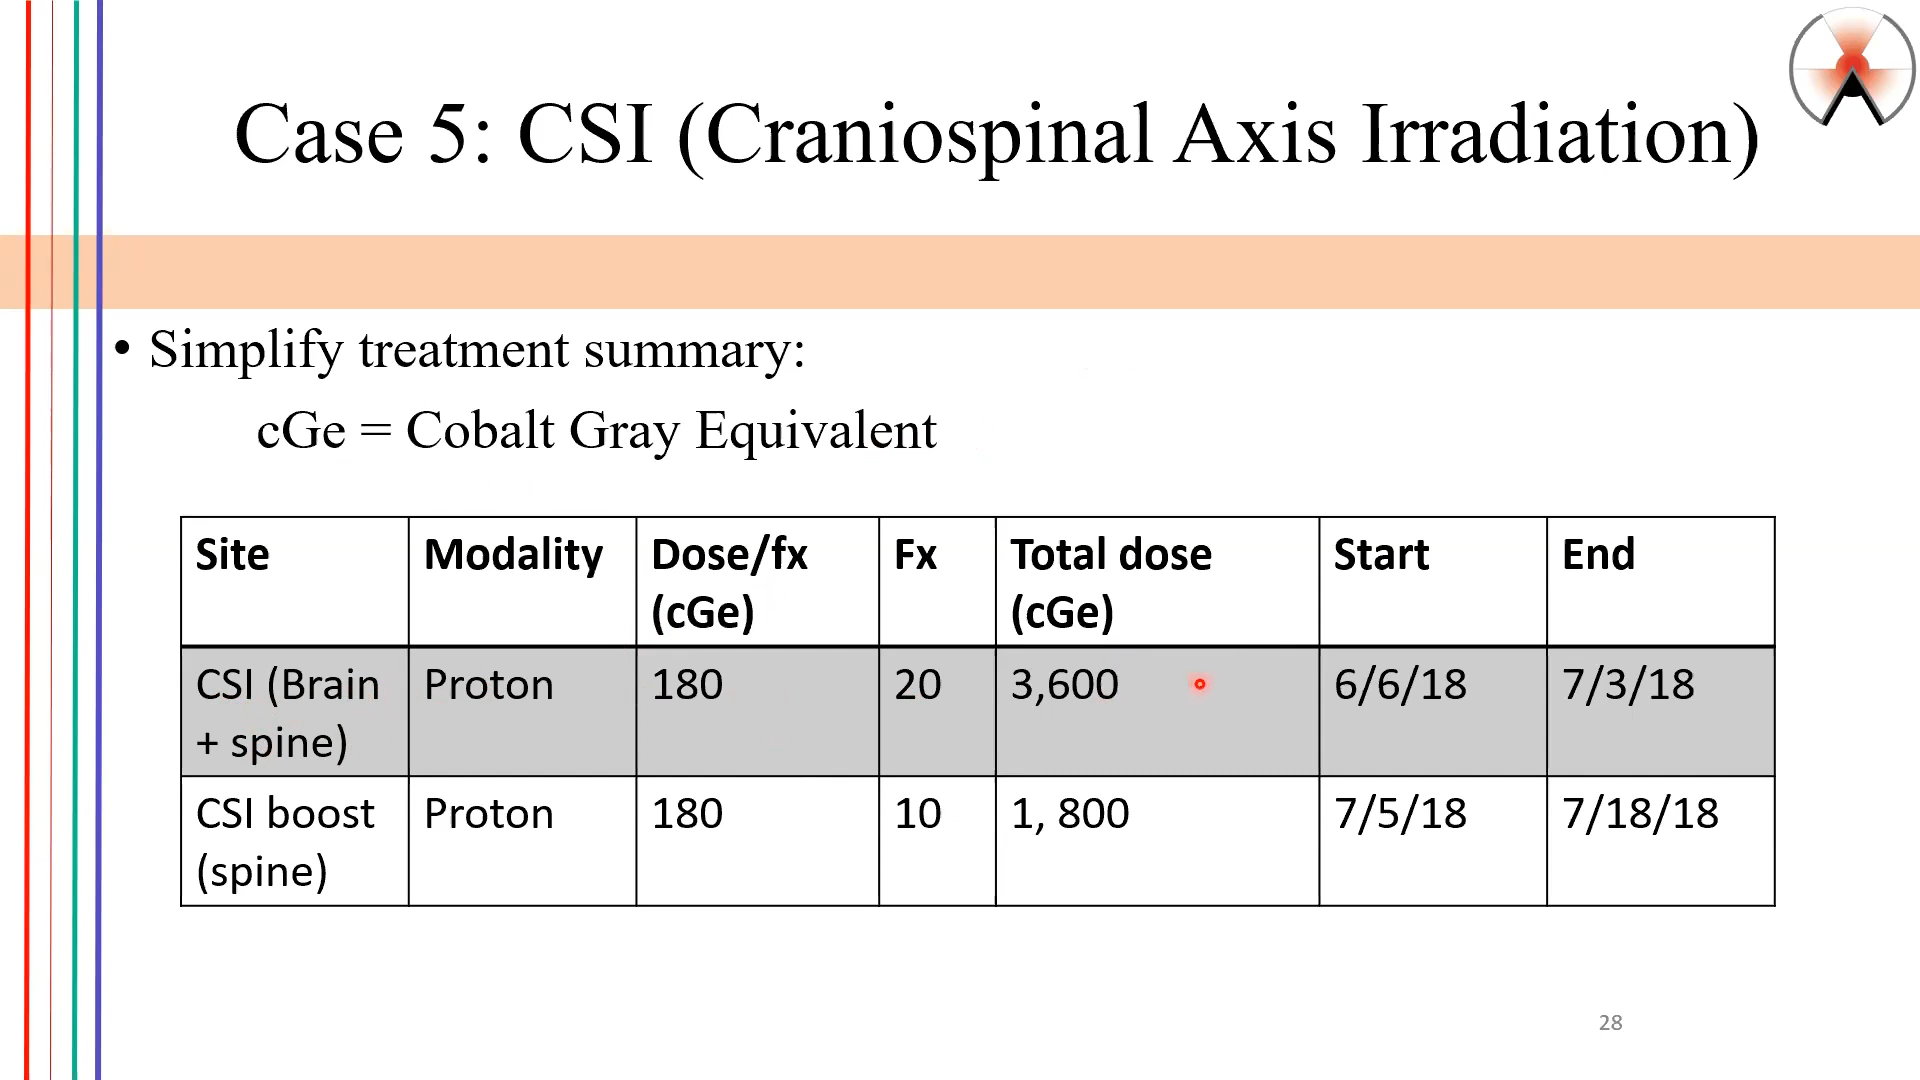 Case 5: CSI (Craniospinal Axis Irradiation)
• Simplify treatment summary:
cGe = Cobalt Gray Equivalent
Site Modality Dose/fx (cGe) Fx Total dose (cGe) Start End
CSI (Brain + spine) Proton 180 20 3,600 6/6/18 7/3/18
CSI boost (spine) Proton 180 10 1, 800 7/5/18 7/18/18
28